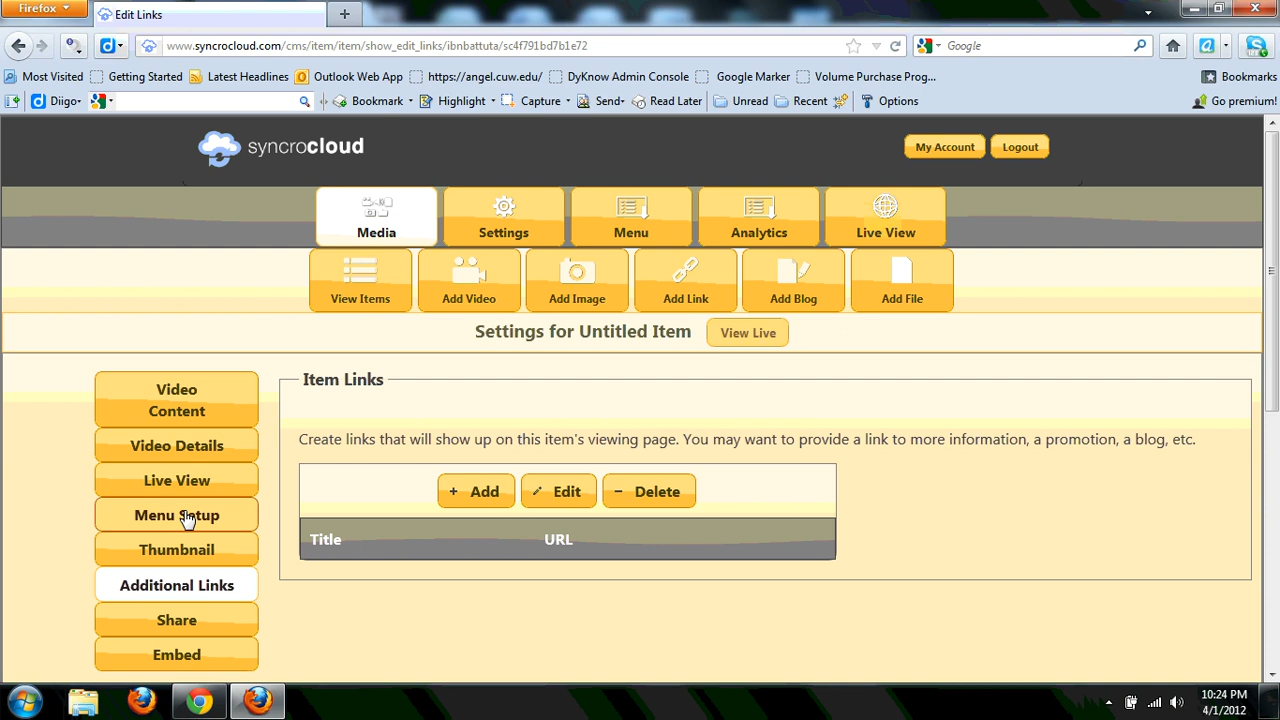 Firefox
Edit Links
www.syncrocloud.com/cms/item/item/show_edit_links/ibnbattuta/sc4f791b2fb1e72
Google
Most Visited
Getting Started
Latest Headlines
Outlook Web App
https://angel.cuw.edu/
DyKnow Admin Console
Google Marker
Volume Purchase Prog...
Bookmarks
Diigo
Bookmark
Highlight
Capture
Send
Read Later
Unread
Recent
Options
Go premium!
syncrocloud
My Account
Logout
Media
Settings
Menu
Analytics
Live View
View Items
Add Video
Add Image
Add Link
Add Blog
Add File
Settings for Untitled Item
View Live
Video
Content
Video Details
Live View
Menu Setup
Thumbnail
Additional Links
Share
Embed
Item Links
Create links that will show up on this item's viewing page. You may want to provide a link to more information, a promotion, a blog, etc.
+ Add
Edit
− Delete
Title
URL
10:24 PM
4/1/2012